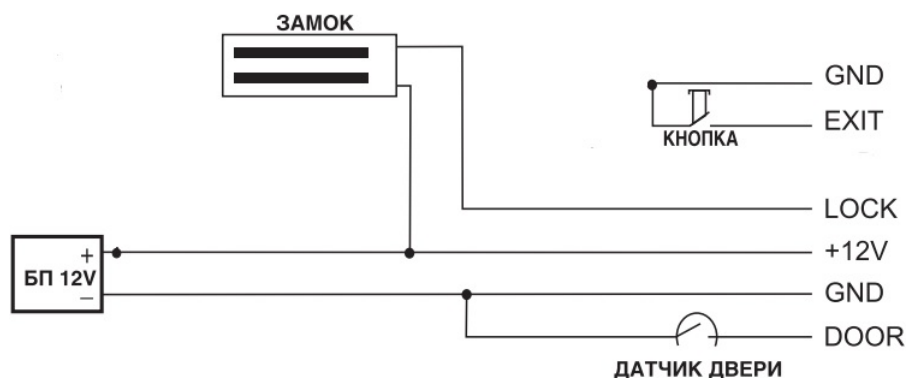 ЗАМОК
GND
EXIT
КНОПКА
LOCK
+
+12V
БП 12V
–
GND
DOOR
ДАТЧИК ДВЕРИ